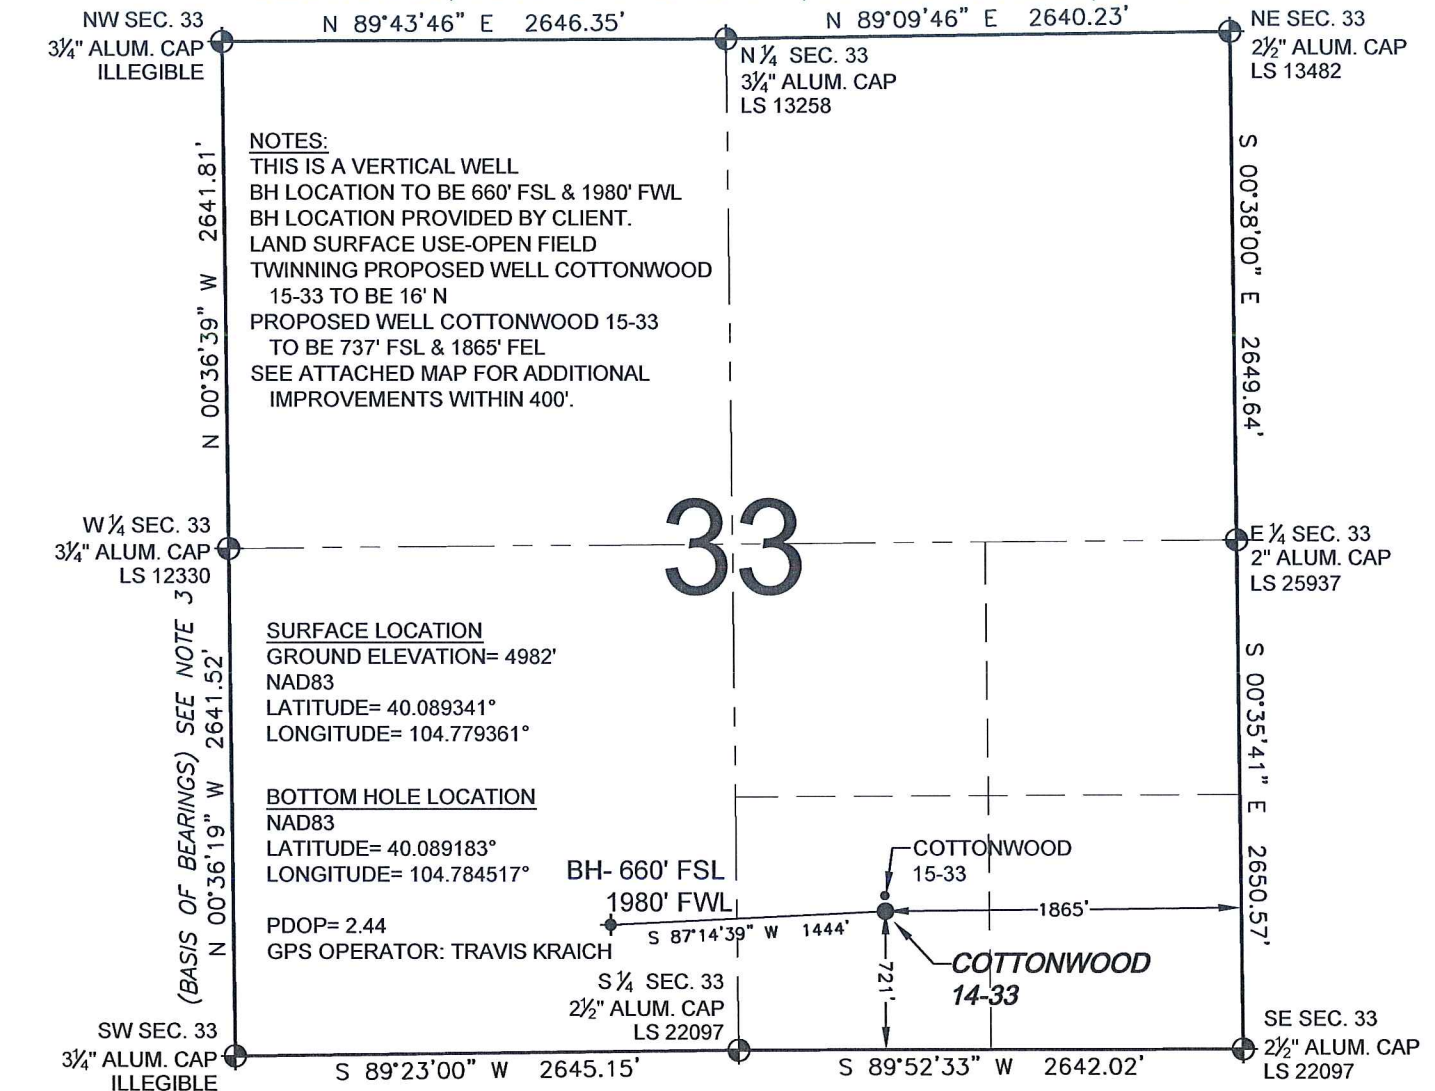 NW SEC. 33
3¼" ALUM. CAP
ILLEGIBLE
N 89°43'46" E 2646.35'
N ¼ SEC. 33
3¼" ALUM. CAP
LS 13258
N 89°09'46" E 2640.23'
NE SEC. 33
2½" ALUM. CAP
LS 13482
N 00°36'39" W 2641.81'
NOTES:
THIS IS A VERTICAL WELL
BH LOCATION TO BE 660' FSL & 1980' FWL
BH LOCATION PROVIDED BY CLIENT.
LAND SURFACE USE-OPEN FIELD
TWINNING PROPOSED WELL COTTONWOOD
15-33 TO BE 16' N
PROPOSED WELL COTTONWOOD 15-33
TO BE 737' FSL & 1865' FEL
SEE ATTACHED MAP FOR ADDITIONAL
IMPROVEMENTS WITHIN 400'.
S 00°38'00" E 2649.64'
33
W ¼ SEC. 33
3¼" ALUM. CAP
LS 12330
E ¼ SEC. 33
2" ALUM. CAP
LS 25937
(BASIS OF BEARINGS) SEE NOTE 3
N 00°36'19" W 2641.52'
SURFACE LOCATION
GROUND ELEVATION= 4982'
NAD83
LATITUDE= 40.089341°
LONGITUDE= 104.779361°
BOTTOM HOLE LOCATION
NAD83
LATITUDE= 40.089183°
LONGITUDE= 104.784517°
PDOP= 2.44
GPS OPERATOR: TRAVIS KRAICH
BH- 660' FSL
1980' FWL
S 87°14'39" W 1444'
COTTONWOOD
15-33
1865'
721'
COTTONWOOD
14-33
S 00°35'41" E 2650.57'
SW SEC. 33
3¼" ALUM. CAP
ILLEGIBLE
S 89°23'00" W 2645.15'
S ¼ SEC. 33
2½" ALUM. CAP
LS 22097
S 89°52'33" W 2642.02'
SE SEC. 33
2½" ALUM. CAP
LS 22097